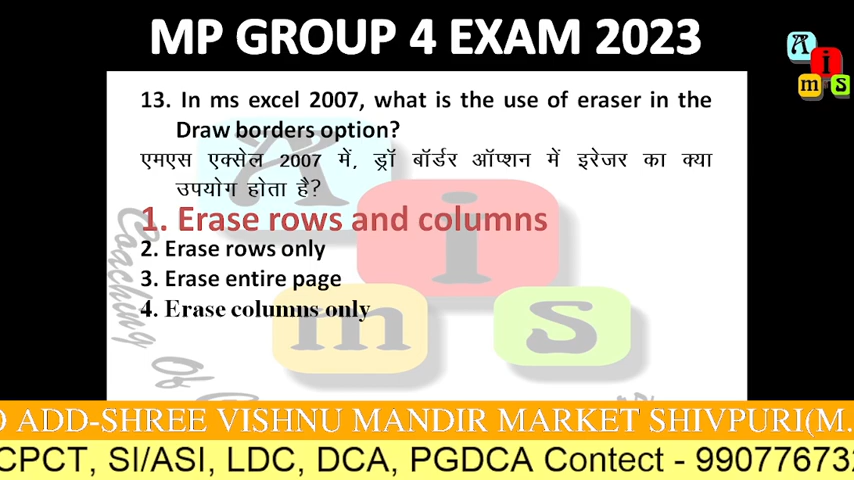 MP GROUP 4 EXAM 2023
A
i
m
s
13. In ms excel 2007, what is the use of eraser in the
Draw borders option?
एमएस एक्सेल 2007 में, ड्रॉ बॉर्डर ऑप्शन में इरेजर का क्या
उपयोग होता है?
1. Erase rows and columns
2. Erase rows only
3. Erase entire page
4. Erase columns only
A
i
m
s
Coaching
ADD-SHREE VISHNU MANDIR MARKET SHIVPURI(M.
CPCT, SI/ASI, LDC, DCA, PGDCA Contect - 990776732